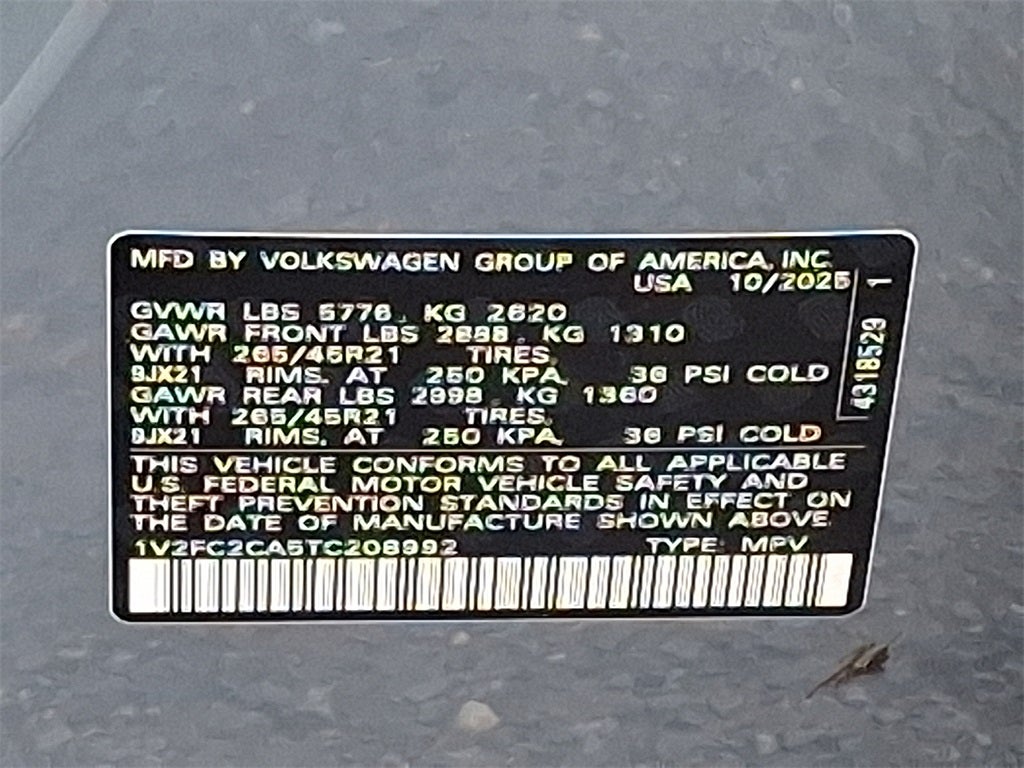 MFD BY VOLKSWAGEN GROUP OF AMERICA, INC.
USA 10/2025
GVWR LBS 5776. KG 2620
GAWR FRONT LBS 2888. KG 1310
WITH 265/45R21 TIRES,
9JX21 RIMS. AT 250 KPA, 36 PSI COLD
GAWR REAR LBS 2998. KG 1360
WITH 265/45R21 TIRES,
9JX21 RIMS. AT 250 KPA, 36 PSI COLD
THIS VEHICLE CONFORMS TO ALL APPLICABLE
U.S. FEDERAL MOTOR VEHICLE SAFETY AND
THEFT PREVENTION STANDARDS IN EFFECT ON
THE DATE OF MANUFACTURE SHOWN ABOVE.
1V2FC2CA5TC208992 TYPE: MPV
1